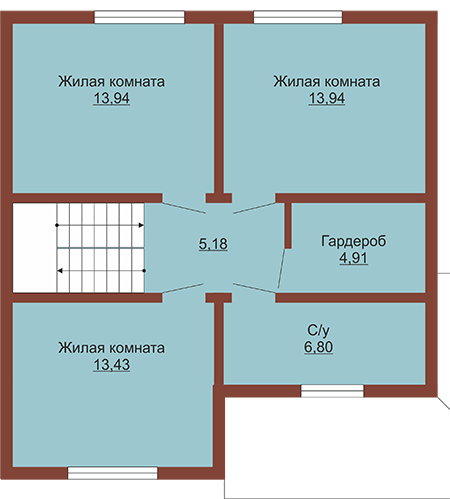 Жилая комната
13,94
Жилая комната
13,94
5,18
Гардероб
4,91
Жилая комната
13,43
С/у
6,80